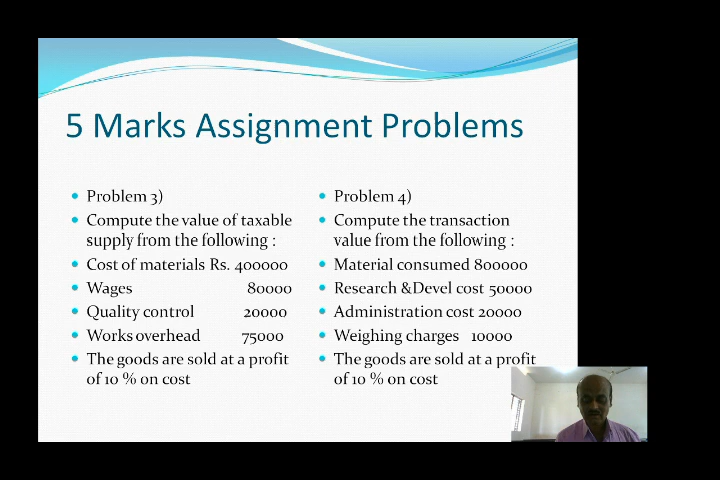 5 Marks Assignment Problems
Problem 3)
Compute the value of taxable
supply from the following :
Cost of materials Rs. 400000
Wages 80000
Quality control 20000
Works overhead 75000
The goods are sold at a profit
of 10 % on cost
Problem 4)
Compute the transaction
value from the following :
Material consumed 800000
Research &Devel cost 50000
Administration cost 20000
Weighing charges 10000
The goods are sold at a profit
of 10 % on cost